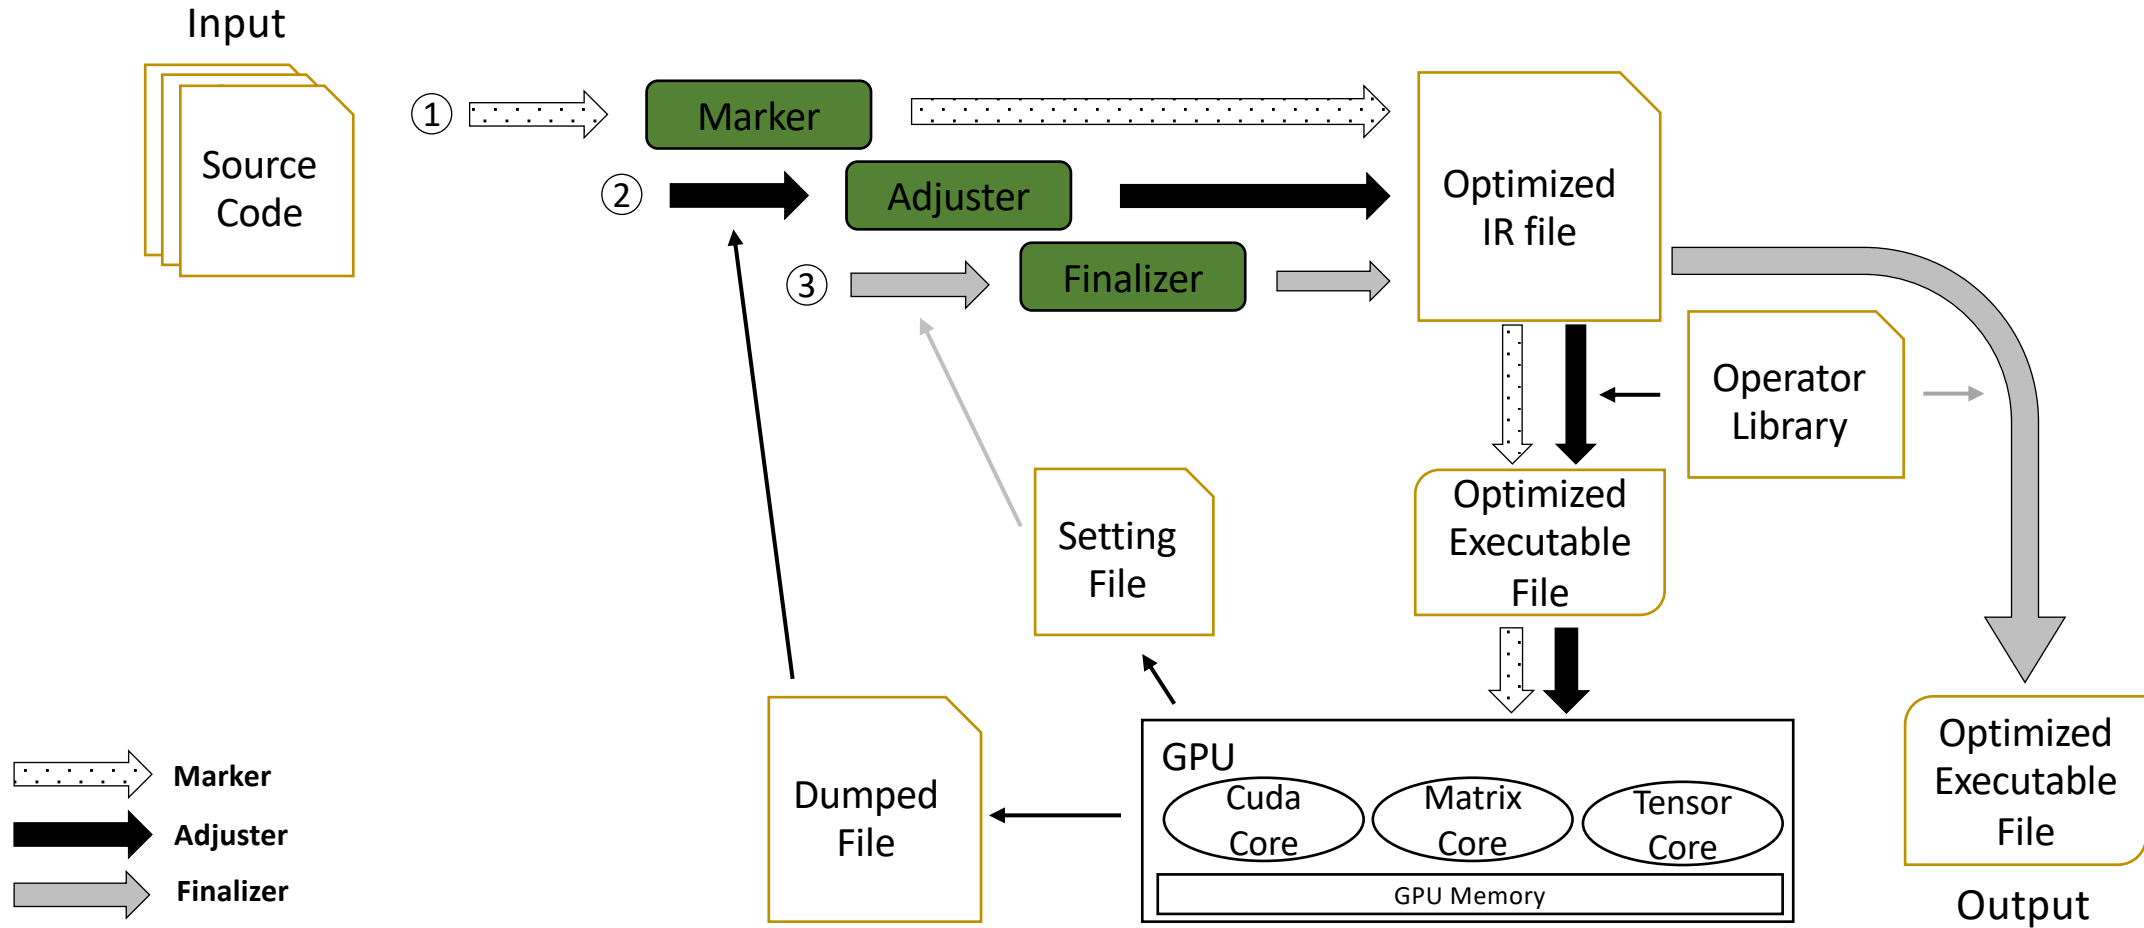 Input
Source
Code
①
Marker
②
Adjuster
③
Finalizer
Optimized
IR file
Operator
Library
Setting
File
Optimized
Executable
File
Dumped
File
GPU
Cuda
Core
Matrix
Core
Tensor
Core
GPU Memory
Optimized
Executable
File
Output
Marker
Adjuster
Finalizer